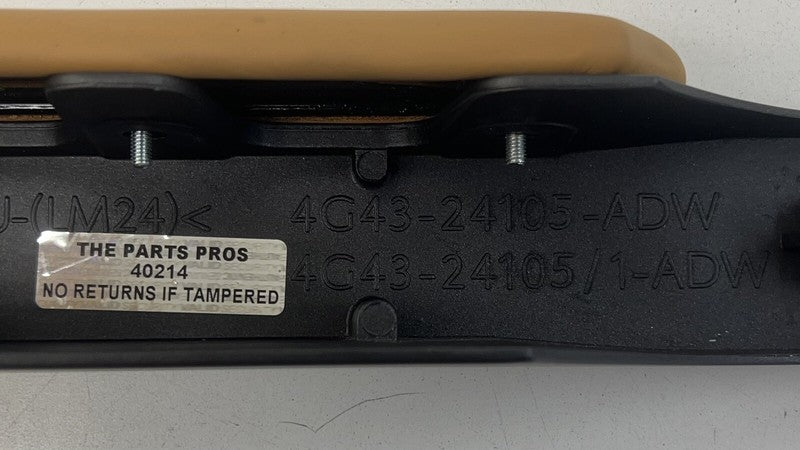 U-(LM24)<
4G43-24105-ADW
4G43-24105/1-ADW
THE PARTS PROS
40214
NO RETURNS IF TAMPERED